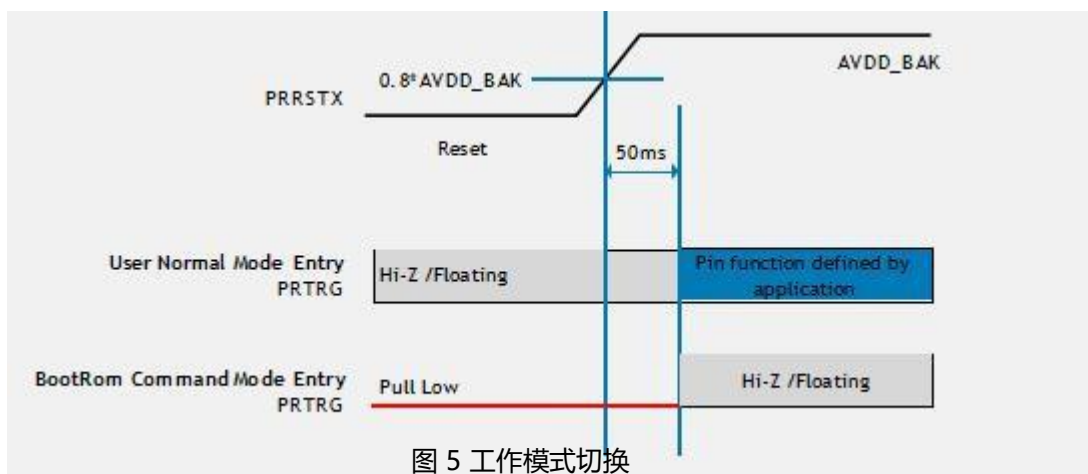 AVDD_BAK
0.8*AVDD_BAK
PRRSTX
Reset
50ms
User Normal Mode Entry
PRTRG
Hi-Z /Floating
Pin function defined by
application
BootRom Command Mode Entry
PRTRG
Pull Low
Hi-Z /Floating
图 5 工作模式切换